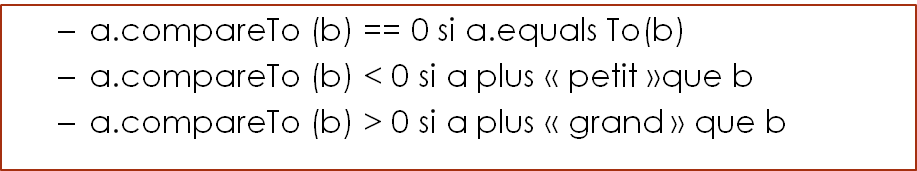 – a.compareTo (b) == 0 si a.equals To(b)
– a.compareTo (b) < 0 si a plus « petit »que b
– a.compareTo (b) > 0 si a plus « grand » que b